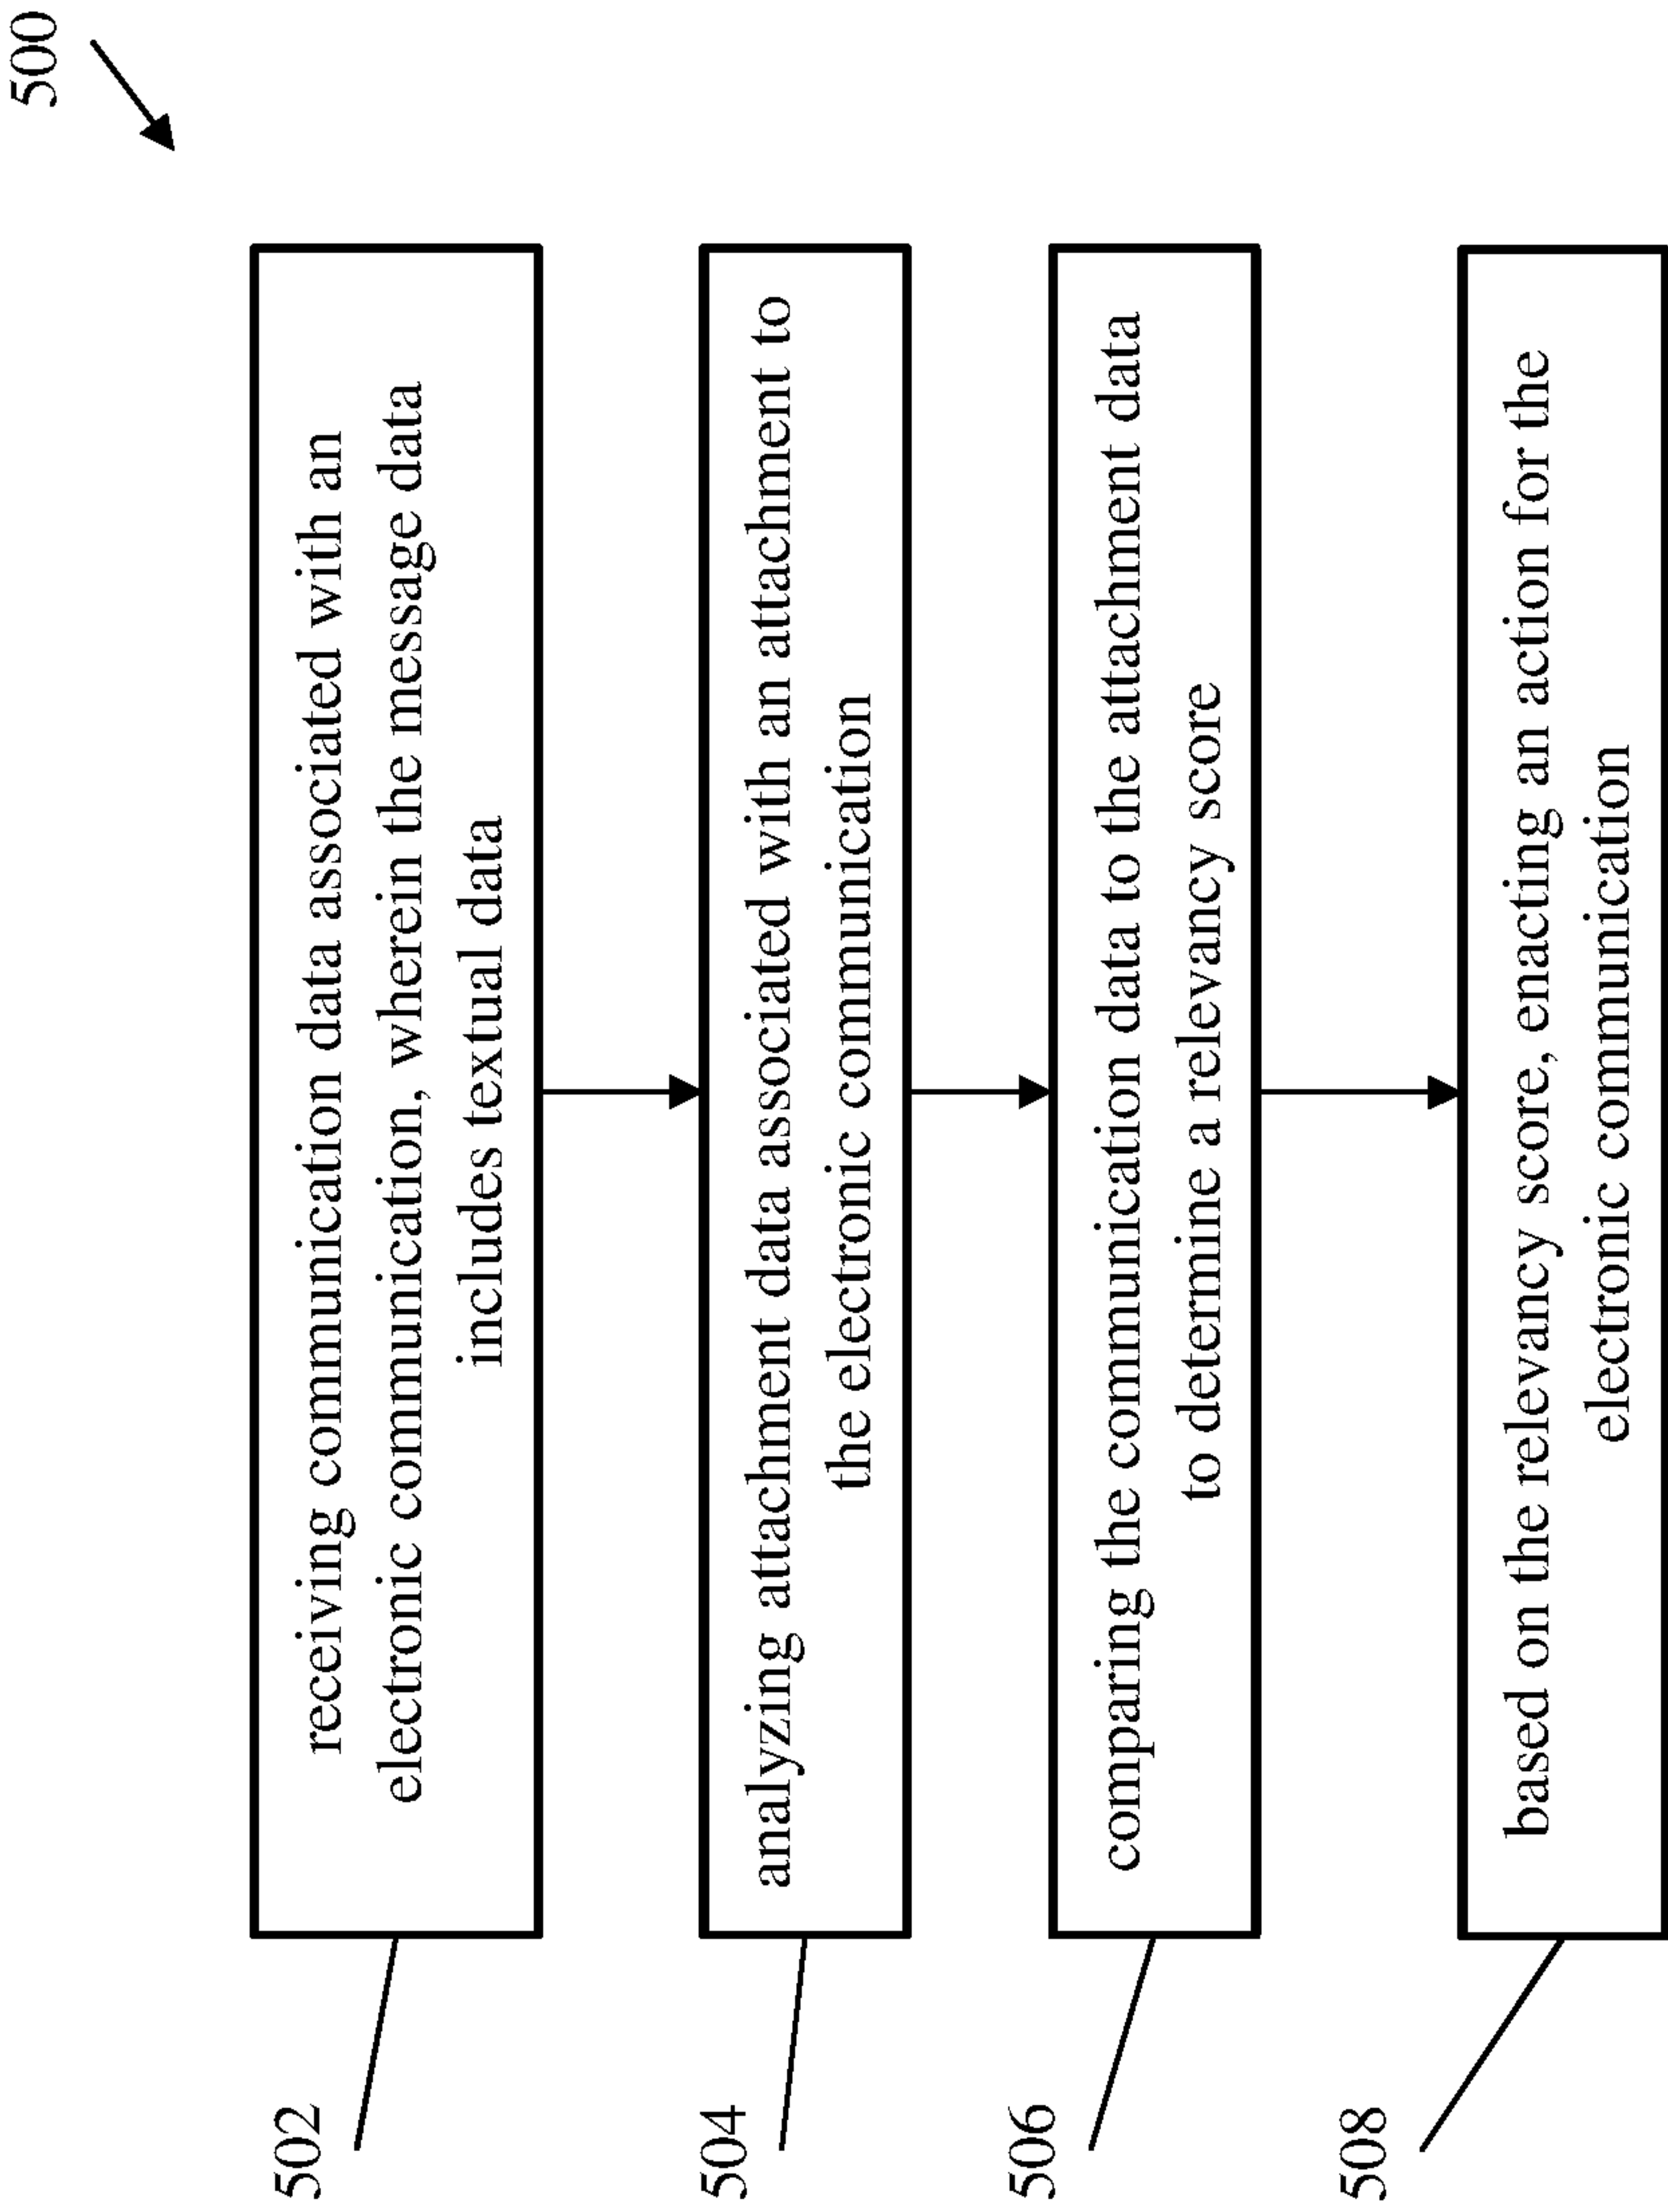 500
502
receiving communication data associated with an
electronic communication, wherein the message data
includes textual data
504
analyzing attachment data associated with an attachment to
the electronic communication
506
comparing the communication data to the attachment data
to determine a relevancy score
508
based on the relevancy score, enacting an action for the
electronic communication